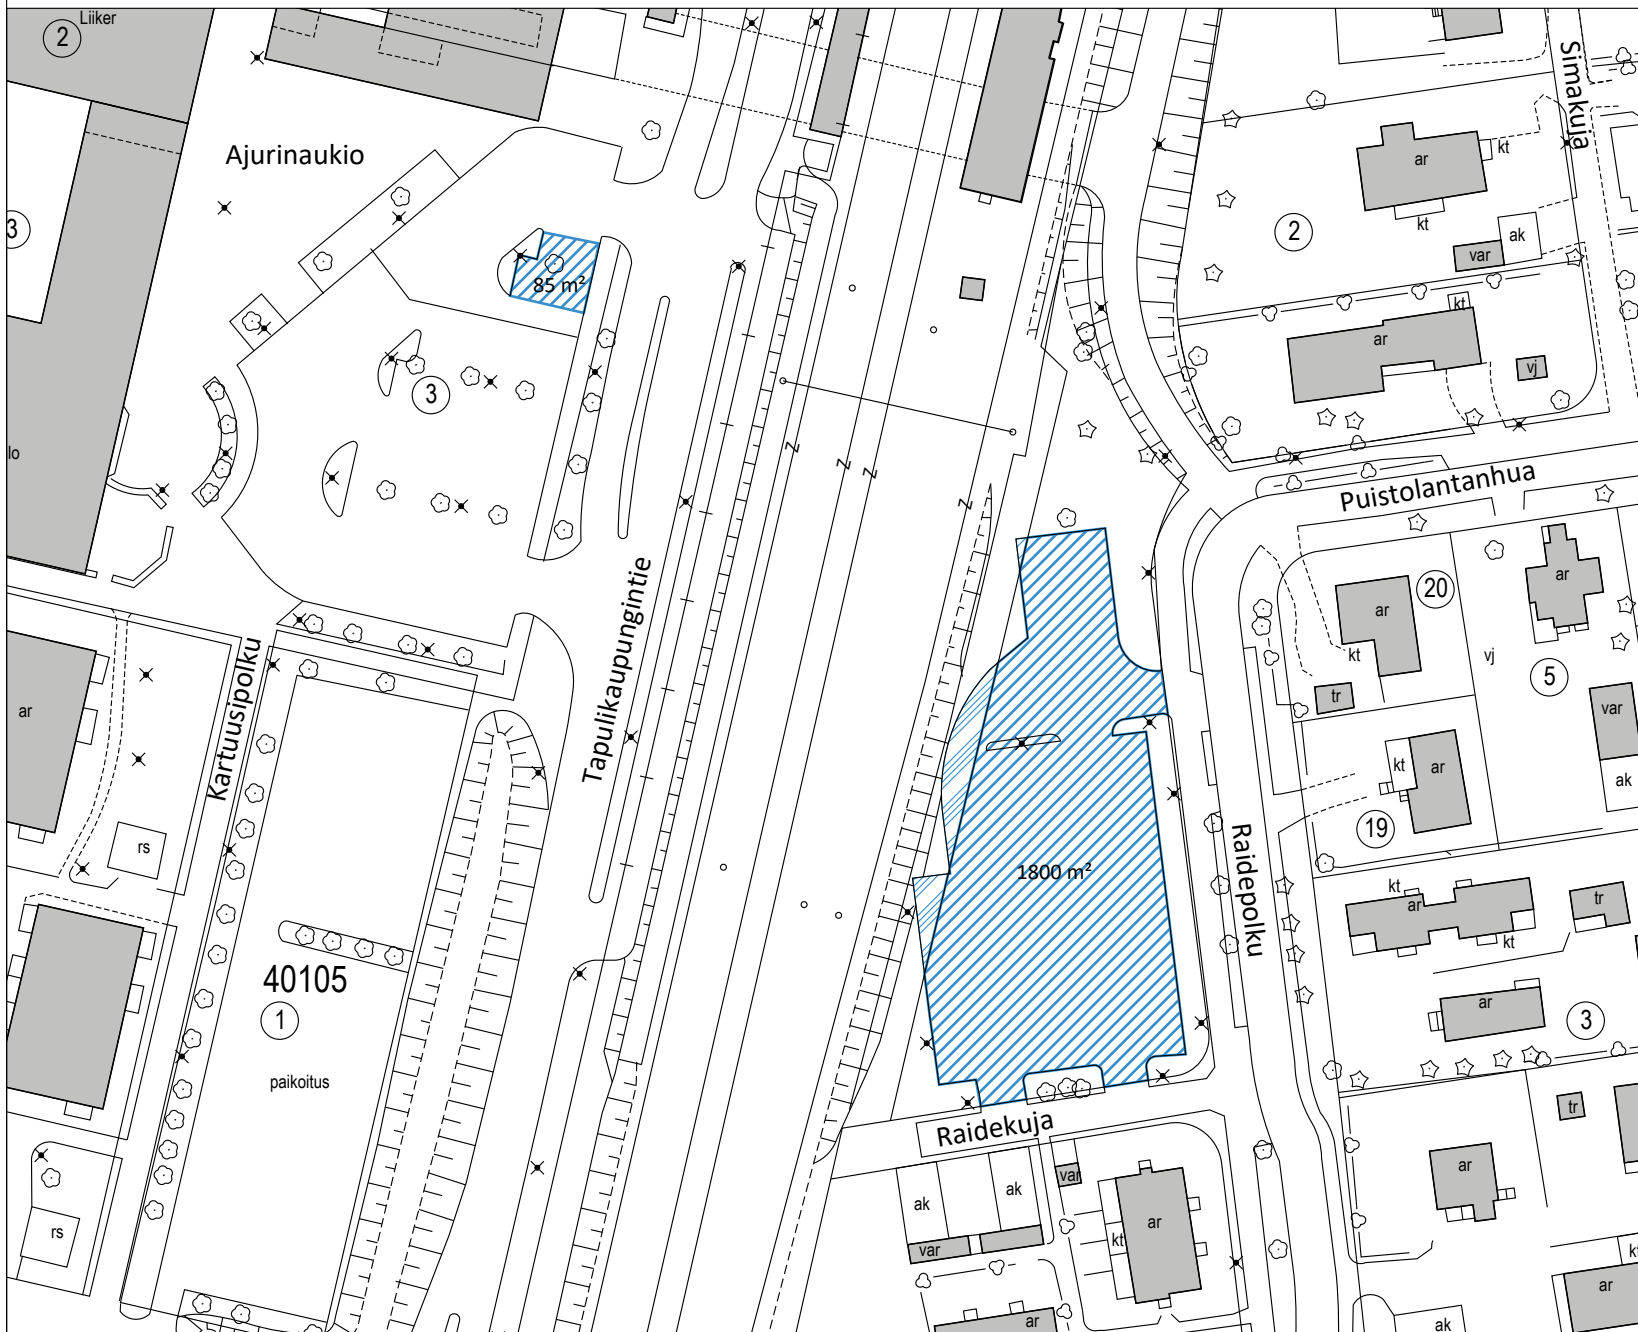 Liiker
2
Ajurinaukio
3
85 m²
3
lo
Simakuja
ar
kt
kt
2
ak
var
kt
ar
vj
Puistolantanhua
z
z
z
z
20
ar
ar
kt
vj
5
tr
var
Tapulikaupungintie
Kartuusipolku
ar
kt
ar
ak
19
rs
Raidepolku
1800 m²
kt
ar
tr
kt
40105
1
ar
3
paikoitus
tr
Raidekuja
ar
var
ak
ak
ar
rs
kt
var
ar
ar
ak